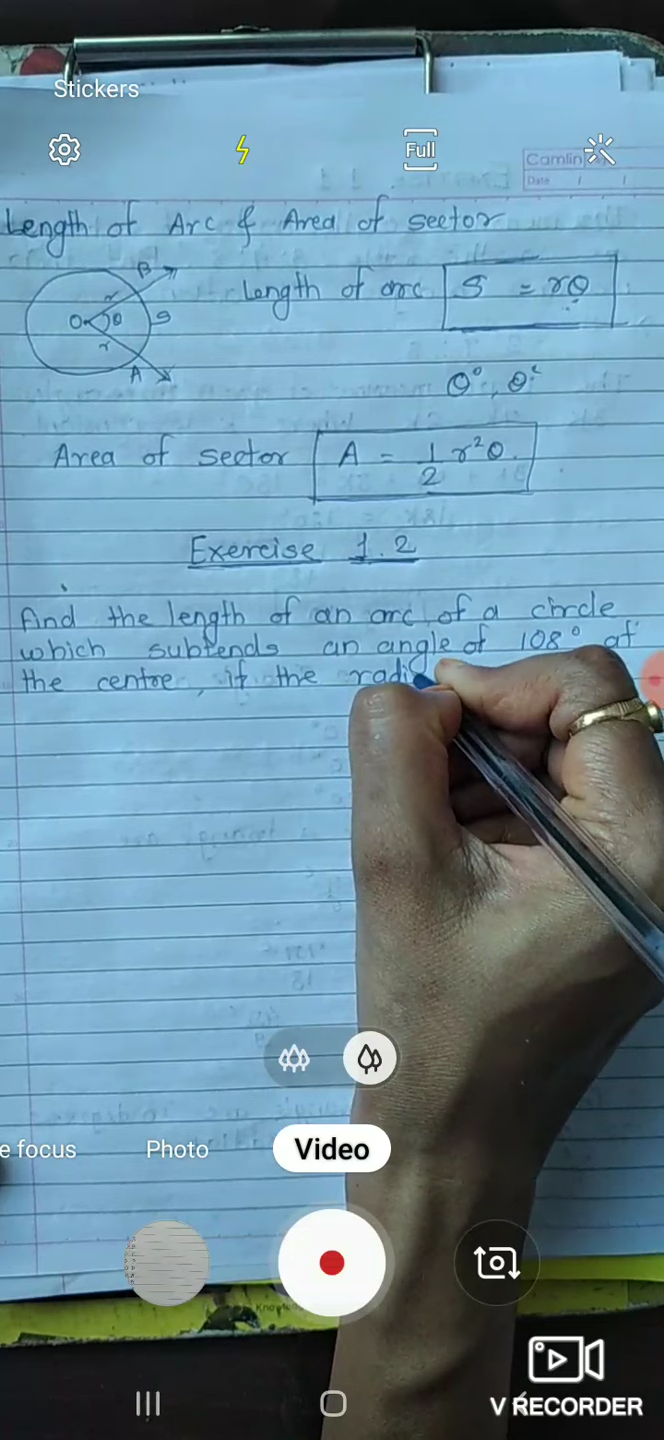 Stickers
Full
Camlin
Date / /
Length of Arc & Area of sector
B
r
O θ S
r
A
Length of arc S = rθ
θ°, θᶜ
Area of sector A = 1/2 r²θ.
Exercise 1.2
Find the length of an arc of a circle
which subtends an angle of 108° at
the centre, if the radi
e focus Photo Video
V RECORDER